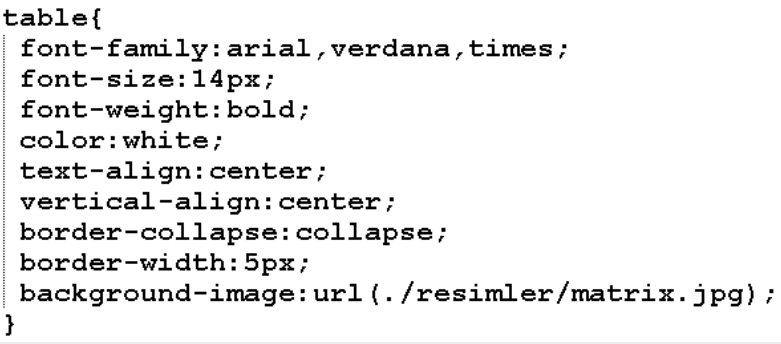 table{
font-family:arial,verdana,times;
font-size:14px;
font-weight:bold;
color:white;
text-align:center;
vertical-align:center;
border-collapse:collapse;
border-width:5px;
background-image:url(./resimler/matrix.jpg);
}